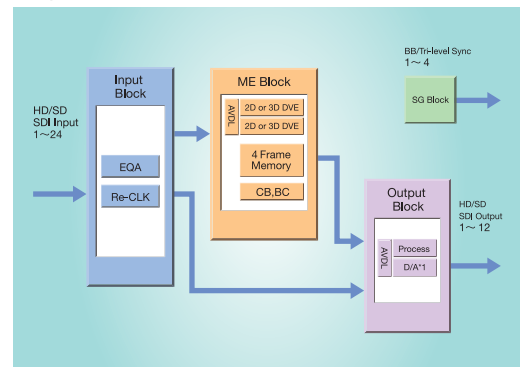 HD/SD
SDI Input
1～24
Input
Block
EQA
Re-CLK
ME Block
AVDL
2D or 3D DVE
2D or 3D DVE
4 Frame
Memory
CB,BC
BB/Tri-level Sync
1～ 4
SG Block
Output
Block
AVDL
Process
D/A*1
HD/SD
SDI Output
1～ 12